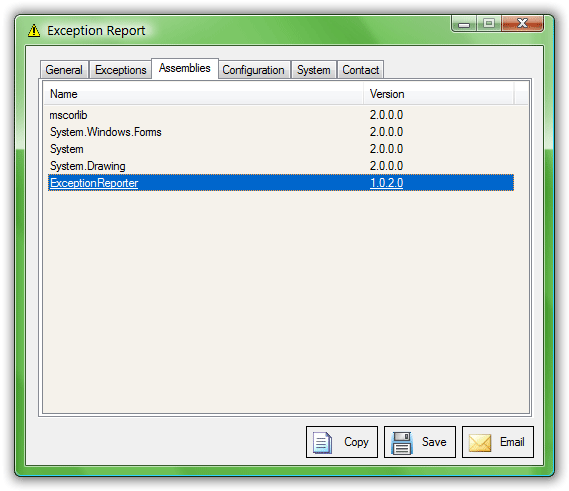 Exception Report
General Exceptions Assemblies Configuration System Contact
Name Version
mscorlib 2.0.0.0
System.Windows.Forms 2.0.0.0
System 2.0.0.0
System.Drawing 2.0.0.0
ExceptionReporter 1.0.2.0
Copy Save Email